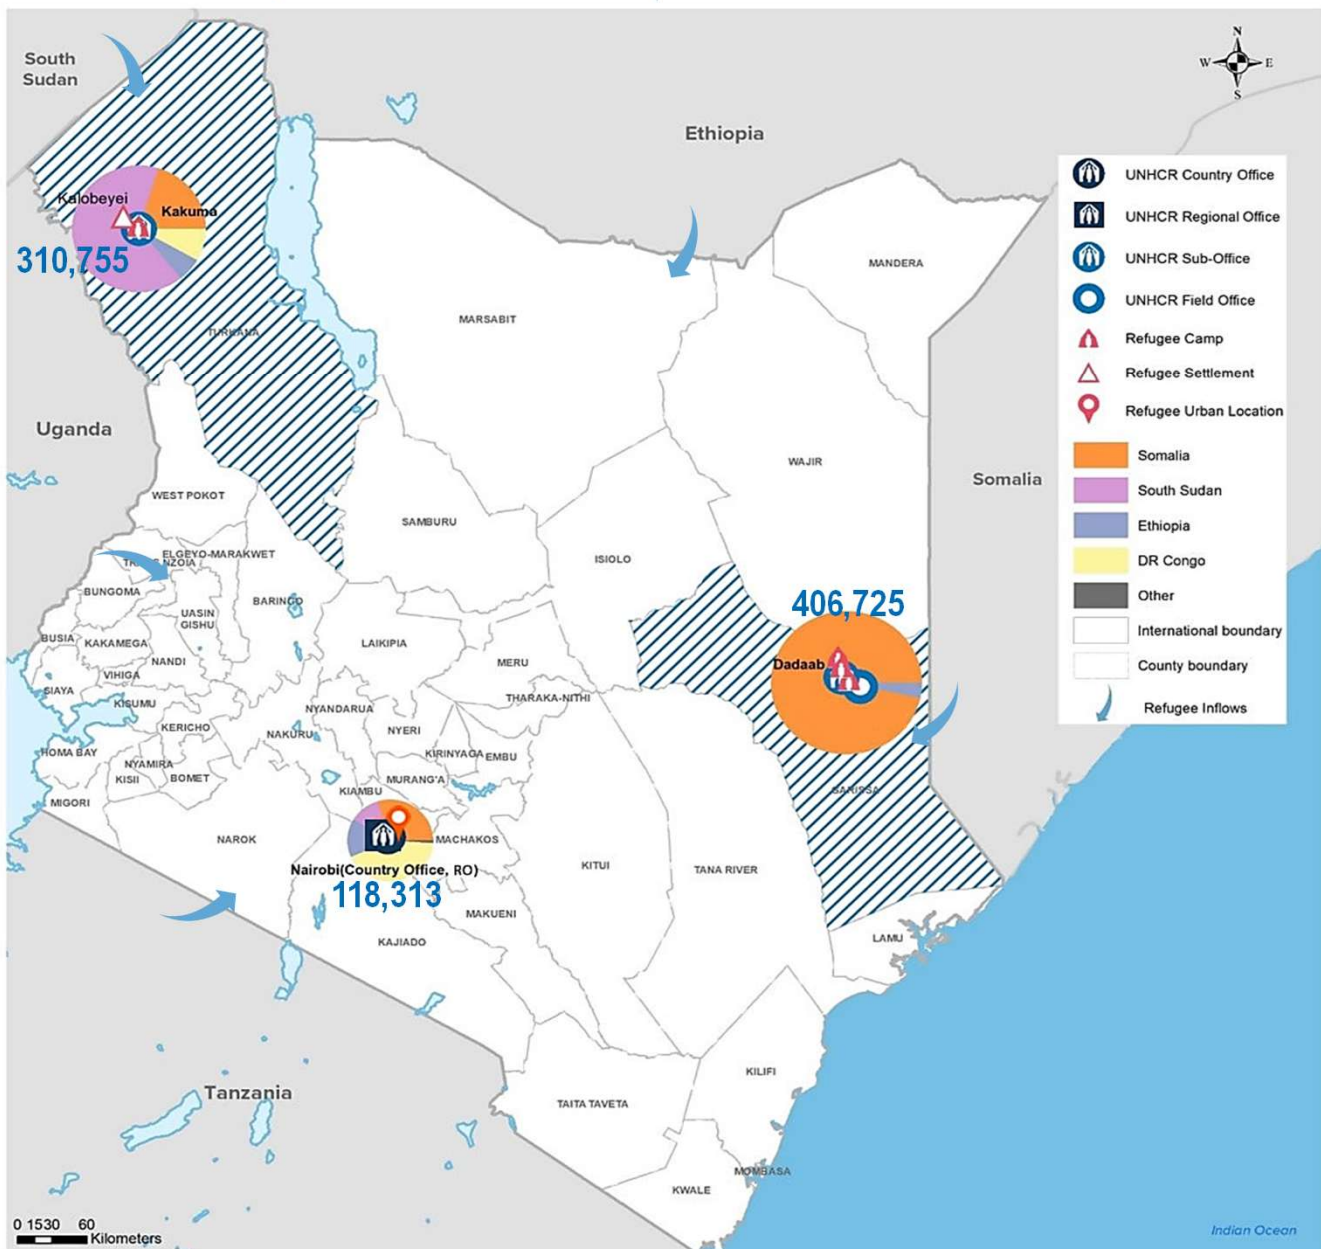 N
W E
S
South
Sudan
Ethiopia
Kalobeyei
Kakuma
310,755
TURKANA
MARSABIT
MANDERA
Uganda
WAJIR
Somalia
WEST POKOT
SAMBURU
ISIOLO
ELGEYO-MARAKWET
BUNGOMA
UASIN
GISHU
BARINGO
406,725
BUSIA
KAKAMEGA
LAIKIPIA
NANDI
MERU
Dadaab
VIHIGA
SIAYA
THARAKA-NITHI
KISUMU
NYANDARUA
KERICHO
NYERI
NAKURU
HOMA BAY
KIRINYAGA
EMBU
NYAMIRA
KISII
BOMET
MURANG'A
KIAMBU
GARISSA
MIGORI
NAROK
MACHAKOS
KITUI
TANA RIVER
Nairobi(Country Office, RO)
118,313
MAKUENI
KAJIADO
LAMU
KILIFI
Tanzania
TAITA TAVETA
MOMBASA
KWALE
0 1530 60
Kilometers
Indian Ocean
UNHCR Country Office
UNHCR Regional Office
UNHCR Sub-Office
UNHCR Field Office
Refugee Camp
Refugee Settlement
Refugee Urban Location
Somalia
South Sudan
Ethiopia
DR Congo
Other
International boundary
County boundary
Refugee Inflows